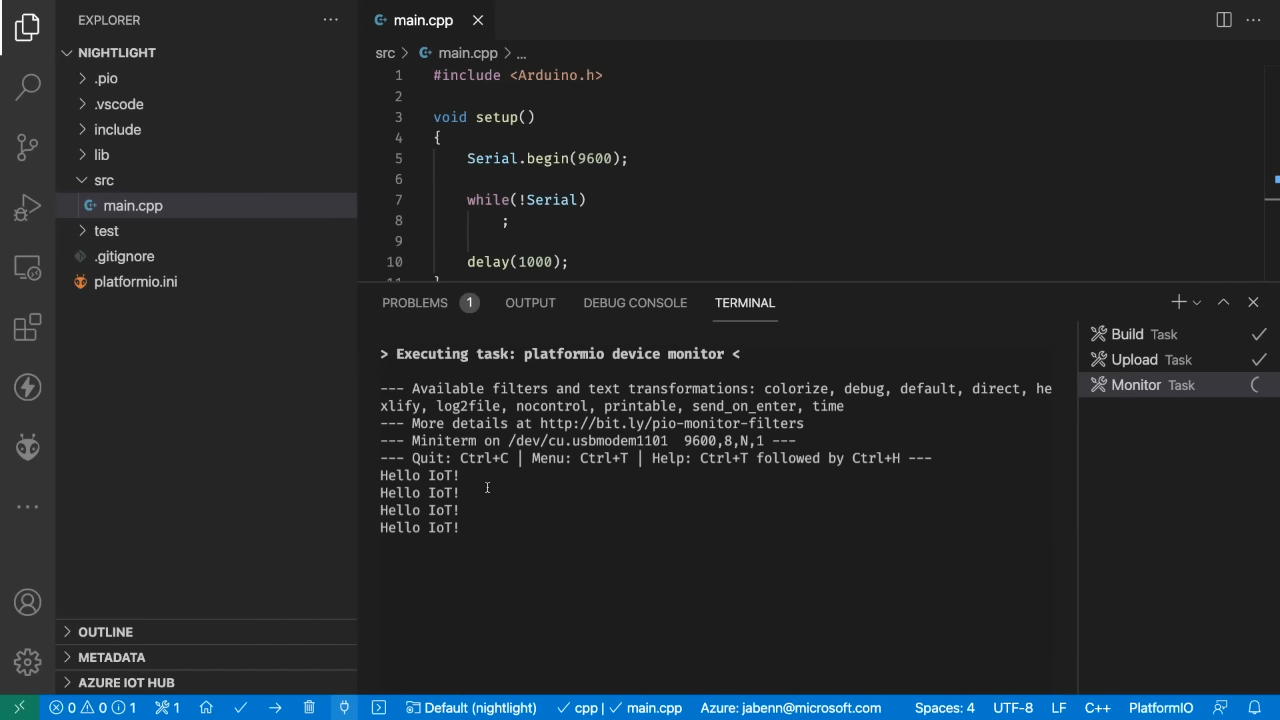 EXPLORER
NIGHTLIGHT
.pio
.vscode
include
lib
src
main.cpp
test
.gitignore
platformio.ini
OUTLINE
METADATA
AZURE IOT HUB
main.cpp
src > main.cpp > ...
1 #include <Arduino.h>
2
3 void setup()
4 {
5 Serial.begin(9600);
6
7 while(!Serial)
8 ;
9
10 delay(1000);
PROBLEMS 1 OUTPUT DEBUG CONSOLE TERMINAL
> Executing task: platformio device monitor <
--- Available filters and text transformations: colorize, debug, default, direct, he
xlify, log2file, nocontrol, printable, send_on_enter, time
--- More details at http://bit.ly/pio-monitor-filters
--- Miniterm on /dev/cu.usbmodem1101  9600,8,N,1 ---
--- Quit: Ctrl+C | Menu: Ctrl+T | Help: Ctrl+T followed by Ctrl+H ---
Hello IoT!
Hello IoT!
Hello IoT!
Hello IoT!
Build Task
Upload Task
Monitor Task
0 0 1 1 Default (nightlight) cpp | main.cpp Azure: jabenn@microsoft.com Spaces: 4 UTF-8 LF C++ PlatformIO